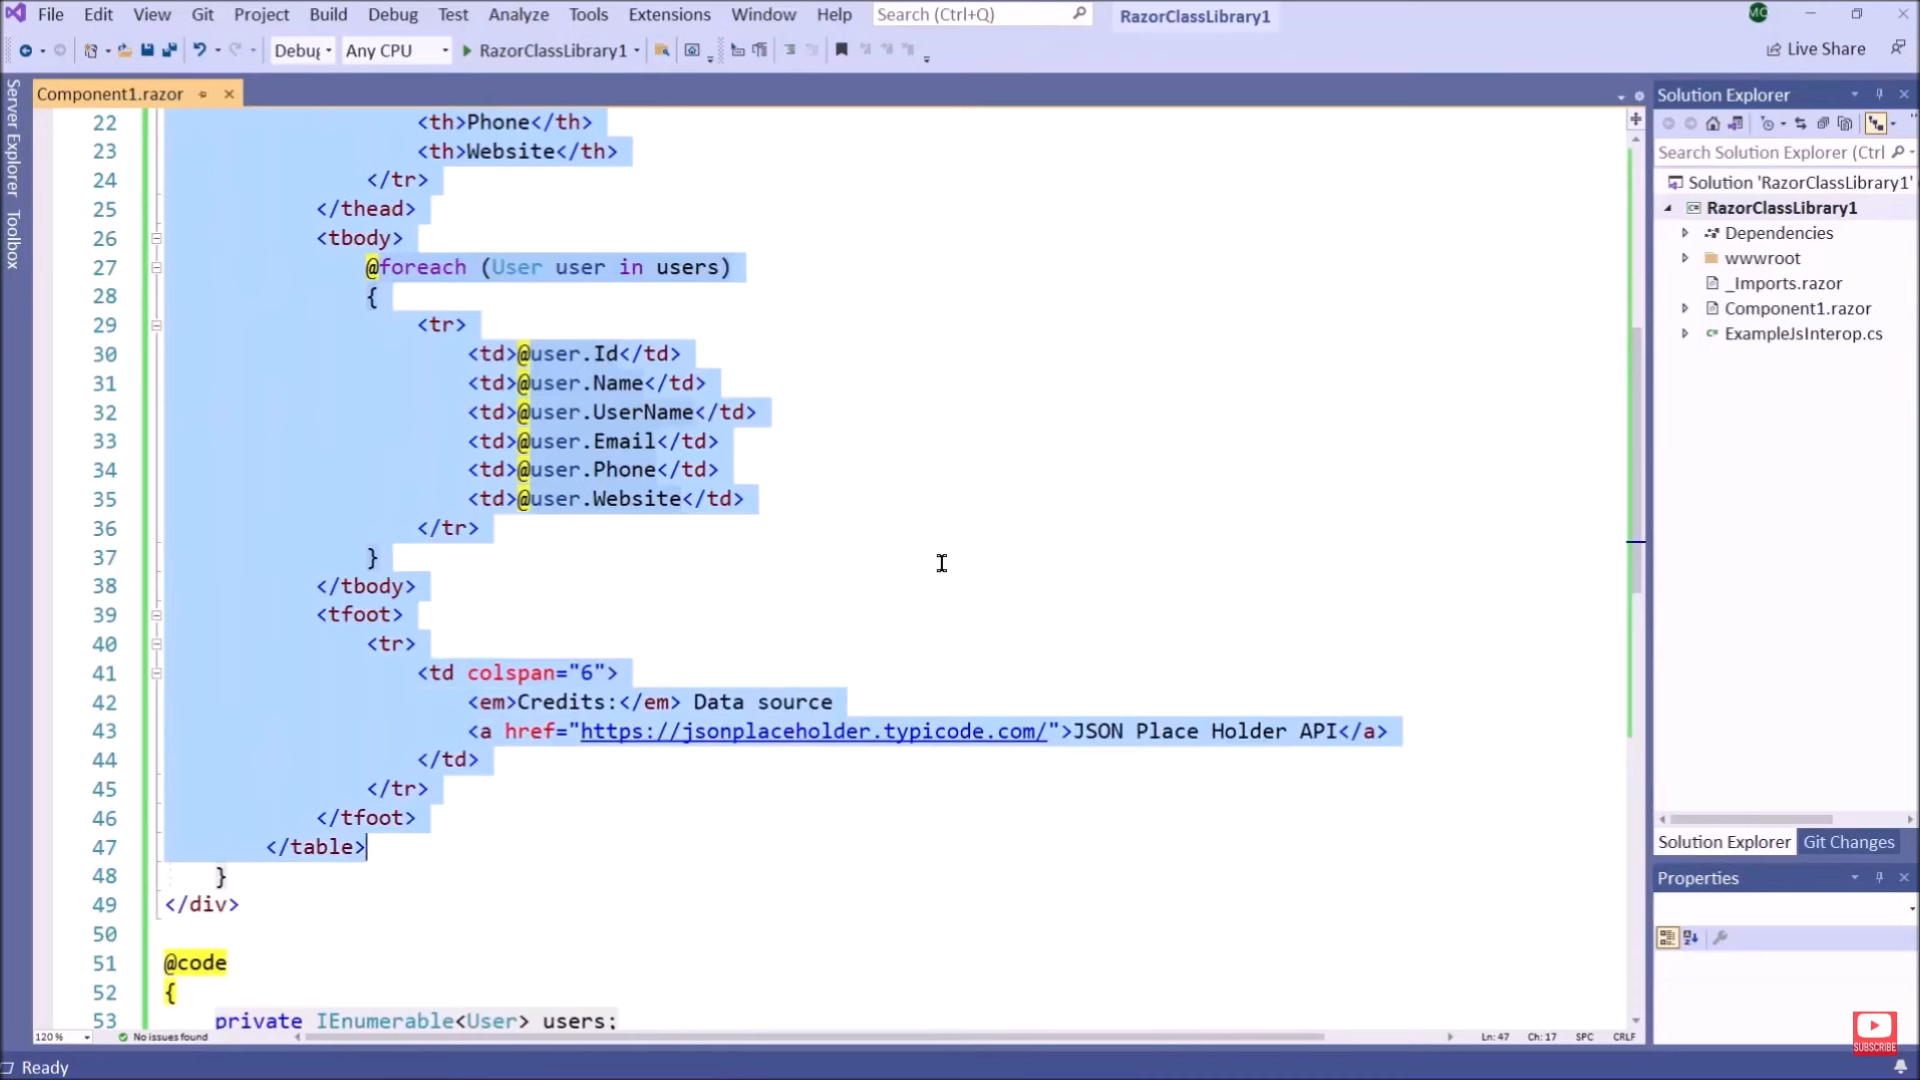 File Edit View Git Project Build Debug Test Analyze Tools Extensions Window Help Search (Ctrl+Q) RazorClassLibrary1 MC
Debug Any CPU RazorClassLibrary1 Live Share
Server Explorer
Toolbox
Component1.razor
22 <th>Phone</th>
23 <th>Website</th>
24 </tr>
25 </thead>
26 <tbody>
27 @foreach (User user in users)
28 {
29 <tr>
30 <td>@user.Id</td>
31 <td>@user.Name</td>
32 <td>@user.UserName</td>
33 <td>@user.Email</td>
34 <td>@user.Phone</td>
35 <td>@user.Website</td>
36 </tr>
37 }
38 </tbody>
39 <tfoot>
40 <tr>
41 <td colspan="6">
42 <em>Credits:</em> Data source
43 <a href="https://jsonplaceholder.typicode.com/">JSON Place Holder API</a>
44 </td>
45 </tr>
46 </tfoot>
47 </table>
48 }
49 </div>
50
51 @code
52 {
53 private IEnumerable<User> users;
120 % No issues found Ln: 47 Ch: 17 SPC CRLF
Ready
Solution Explorer
Search Solution Explorer (Ctrl
Solution 'RazorClassLibrary1'
RazorClassLibrary1
Dependencies
wwwroot
_Imports.razor
Component1.razor
ExampleJsInterop.cs
Solution Explorer Git Changes
Properties
SUBSCRIBE